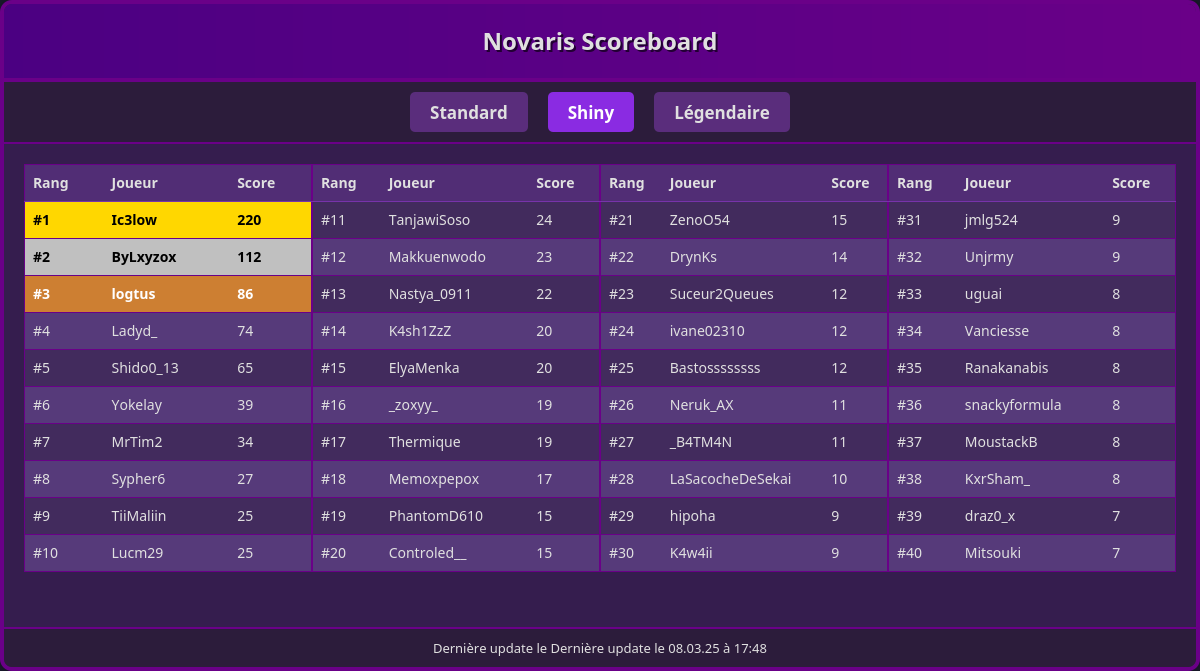 Novaris Scoreboard
Standard Shiny Légendaire
Rang Joueur Score Rang Joueur Score Rang Joueur Score Rang Joueur Score
#1 Ic3low 220 #11 TanjawiSoso 24 #21 ZenoO54 15 #31 jmlg524 9
#2 ByLxyzox 112 #12 Makkuenwodo 23 #22 DrynKs 14 #32 Unjrmy 9
#3 logtus 86 #13 Nastya_0911 22 #23 Suceur2Queues 12 #33 uguai 8
#4 Ladyd_ 74 #14 K4sh1ZzZ 20 #24 ivane02310 12 #34 Vanciesse 8
#5 Shido0_13 65 #15 ElyaMenka 20 #25 Bastossssssss 12 #35 Ranakanabis 8
#6 Yokelay 39 #16 _zoxyy_ 19 #26 Neruk_AX 11 #36 snackyformula 8
#7 MrTim2 34 #17 Thermique 19 #27 _B4TM4N 11 #37 MoustackB 8
#8 Sypher6 27 #18 Memoxpepox 17 #28 LaSacocheDeSekai 10 #38 KxrSham_ 8
#9 TiiMaliin 25 #19 PhantomD610 15 #29 hipoha 9 #39 draz0_x 7
#10 Lucm29 25 #20 Controled__ 15 #30 K4w4ii 9 #40 Mitsouki 7
Dernière update le Dernière update le 08.03.25 à 17:48